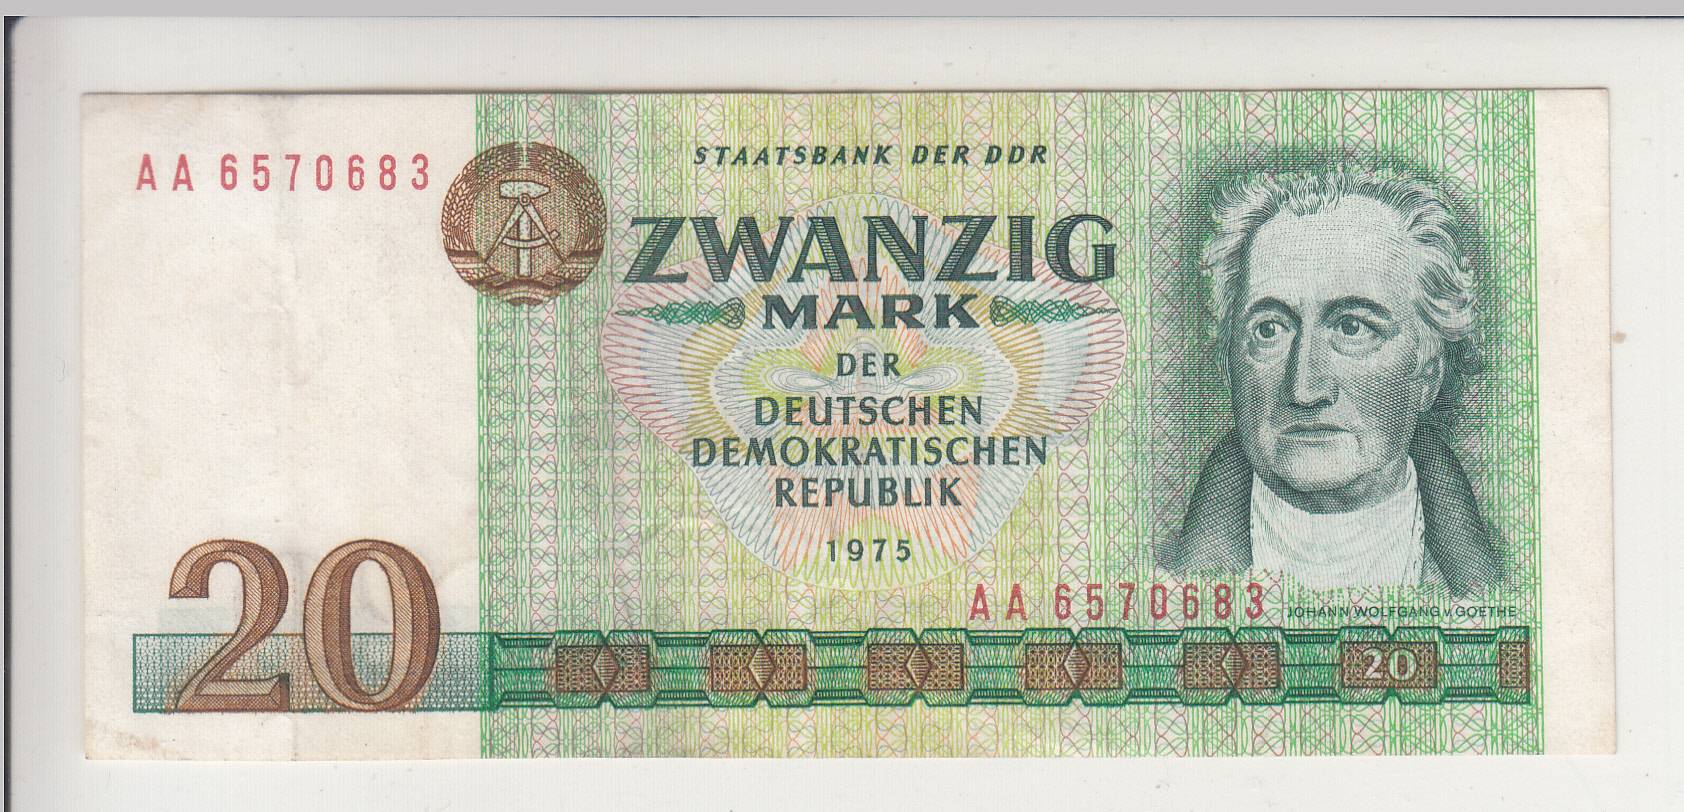 AA 6570683
STAATSBANK DER DDR
ZWANZIG
MARK
DER
DEUTSCHEN
DEMOKRATISCHEN
REPUBLIK
1975
AA 6570683
JOHANN WOLFGANG v. GOETHE
20
20